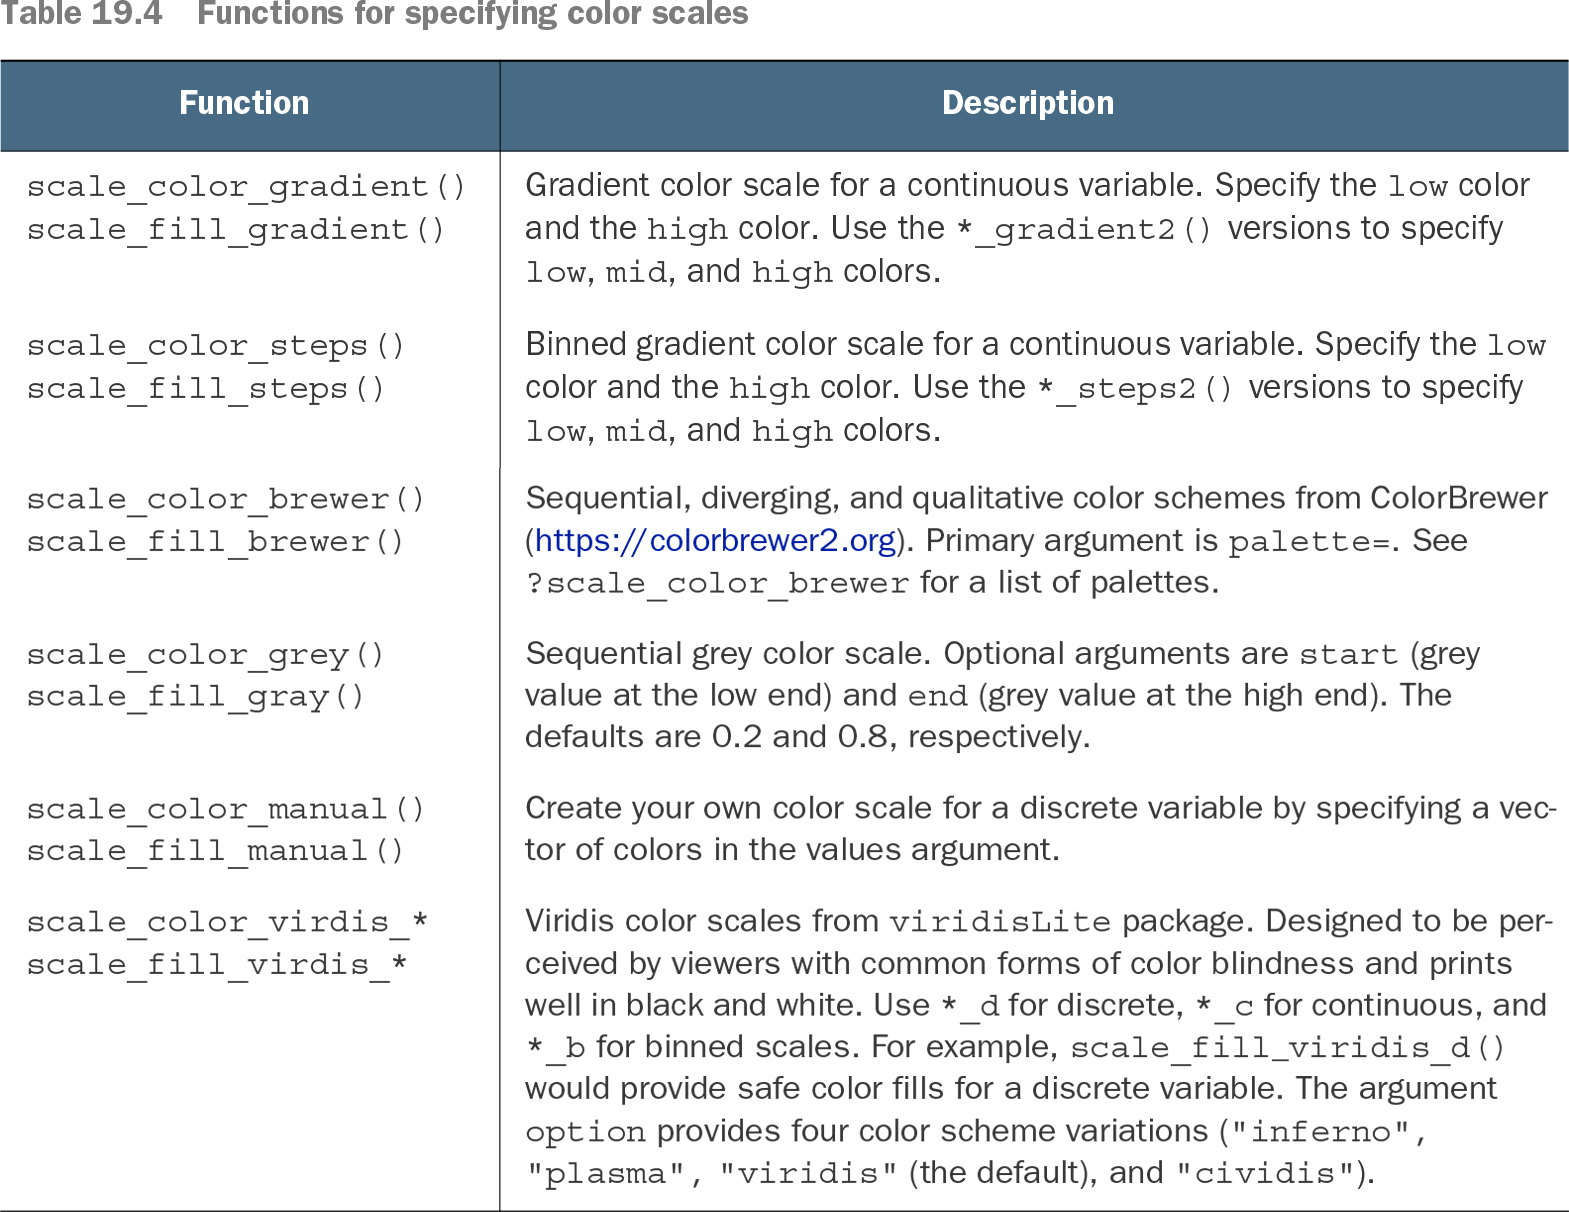 Table 19.4 Functions for specifying color scales
Function Description
scale_color_gradient()
scale_fill_gradient()
Gradient color scale for a continuous variable. Specify the low color
and the high color. Use the *_gradient2() versions to specify
low, mid, and high colors.
scale_color_steps()
scale_fill_steps()
Binned gradient color scale for a continuous variable. Specify the low
color and the high color. Use the *_steps2() versions to specify
low, mid, and high colors.
scale_color_brewer()
scale_fill_brewer()
Sequential, diverging, and qualitative color schemes from ColorBrewer
(https://colorbrewer2.org). Primary argument is palette=. See
?scale_color_brewer for a list of palettes.
scale_color_grey()
scale_fill_gray()
Sequential grey color scale. Optional arguments are start (grey
value at the low end) and end (grey value at the high end). The
defaults are 0.2 and 0.8, respectively.
scale_color_manual()
scale_fill_manual()
Create your own color scale for a discrete variable by specifying a vec-
tor of colors in the values argument.
scale_color_virdis_*
scale_fill_virdis_*
Viridis color scales from viridisLite package. Designed to be per-
ceived by viewers with common forms of color blindness and prints
well in black and white. Use *_d for discrete, *_c for continuous, and
*_b for binned scales. For example, scale_fill_viridis_d()
would provide safe color fills for a discrete variable. The argument
option provides four color scheme variations ("inferno",
"plasma", "viridis" (the default), and "cividis").